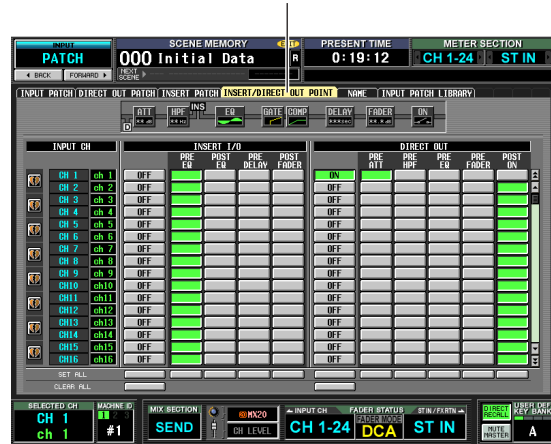 INPUT
PATCH
BACK FORWARD
SCENE MEMORY EDIT
000 Initial Data R
NEXT SCENE
PRESENT TIME
0:19:12
METER SECTION
CH 1-24 ST IN
INPUT PATCH DIRECT OUT PATCH INSERT PATCH INSERT/DIRECT OUT POINT NAME INPUT PATCH LIBRARY
ATT HPF INS EQ GATE COMP DELAY FADER ON
D
INPUT CH INSERT I/O DIRECT OUT
PRE EQ POST EQ PRE DELAY POST FADER PRE ATT PRE HPF PRE EQ PRE FADER POST ON
CH 1 ch 1 OFF ON
CH 2 ch 2 OFF OFF
CH 3 ch 3 OFF OFF
CH 4 ch 4 OFF OFF
CH 5 ch 5 OFF OFF
CH 6 ch 6 OFF OFF
CH 7 ch 7 OFF OFF
CH 8 ch 8 OFF OFF
CH 9 ch 9 OFF OFF
CH10 ch10 OFF OFF
CH11 ch11 OFF OFF
CH12 ch12 OFF OFF
CH13 ch13 OFF OFF
CH14 ch14 OFF OFF
CH15 ch15 OFF OFF
CH16 ch16 OFF OFF
SET ALL
CLEAR ALL
SELECTED CH
CH 1
ch 1
MACHINE ID
1 2 3
#1
MIX SECTION
SEND
MX20
CH LEVEL
INPUT CH FADER STATUS ST IN/FXRTN
CH 1-24 FADER MODE DCA ST IN
DIRECT RECALL
MUTE MASTER
USER DEF
KEY BANK
A